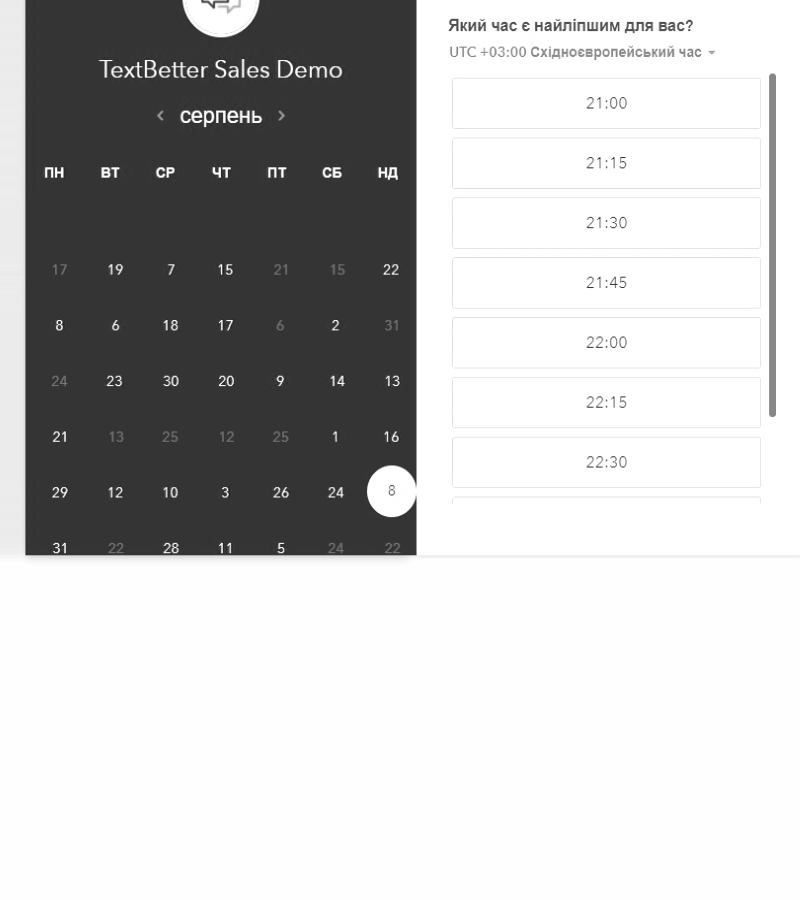 TextBetter Sales Demo
серпень
ПН ВТ СР ЧТ ПТ СБ НД
17 19 7 15 21 15 22
8 6 18 17 6 2 31
24 23 30 20 9 14 13
21 13 25 12 25 1 16
29 12 10 3 26 24 8
31 22 28 11 5 24 22
Який час є найліпшим для вас?
UTC +03:00 Східноєвропейський час
21:00
21:15
21:30
21:45
22:00
22:15
22:30